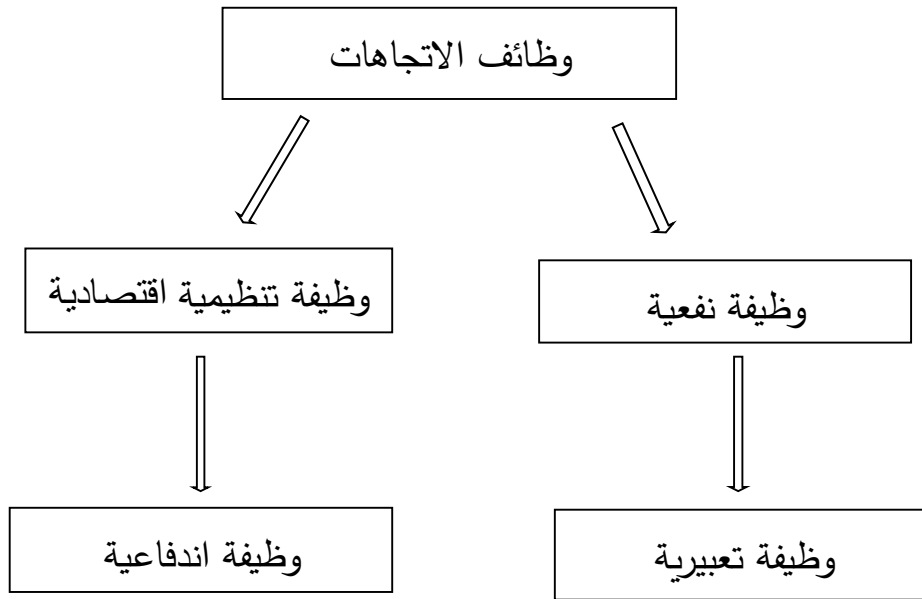 وظائف الاتجاهات
وظيفة نفعية
وظيفة تنظيمية اقتصادية
وظيفة تعبيرية
وظيفة اندفاعية